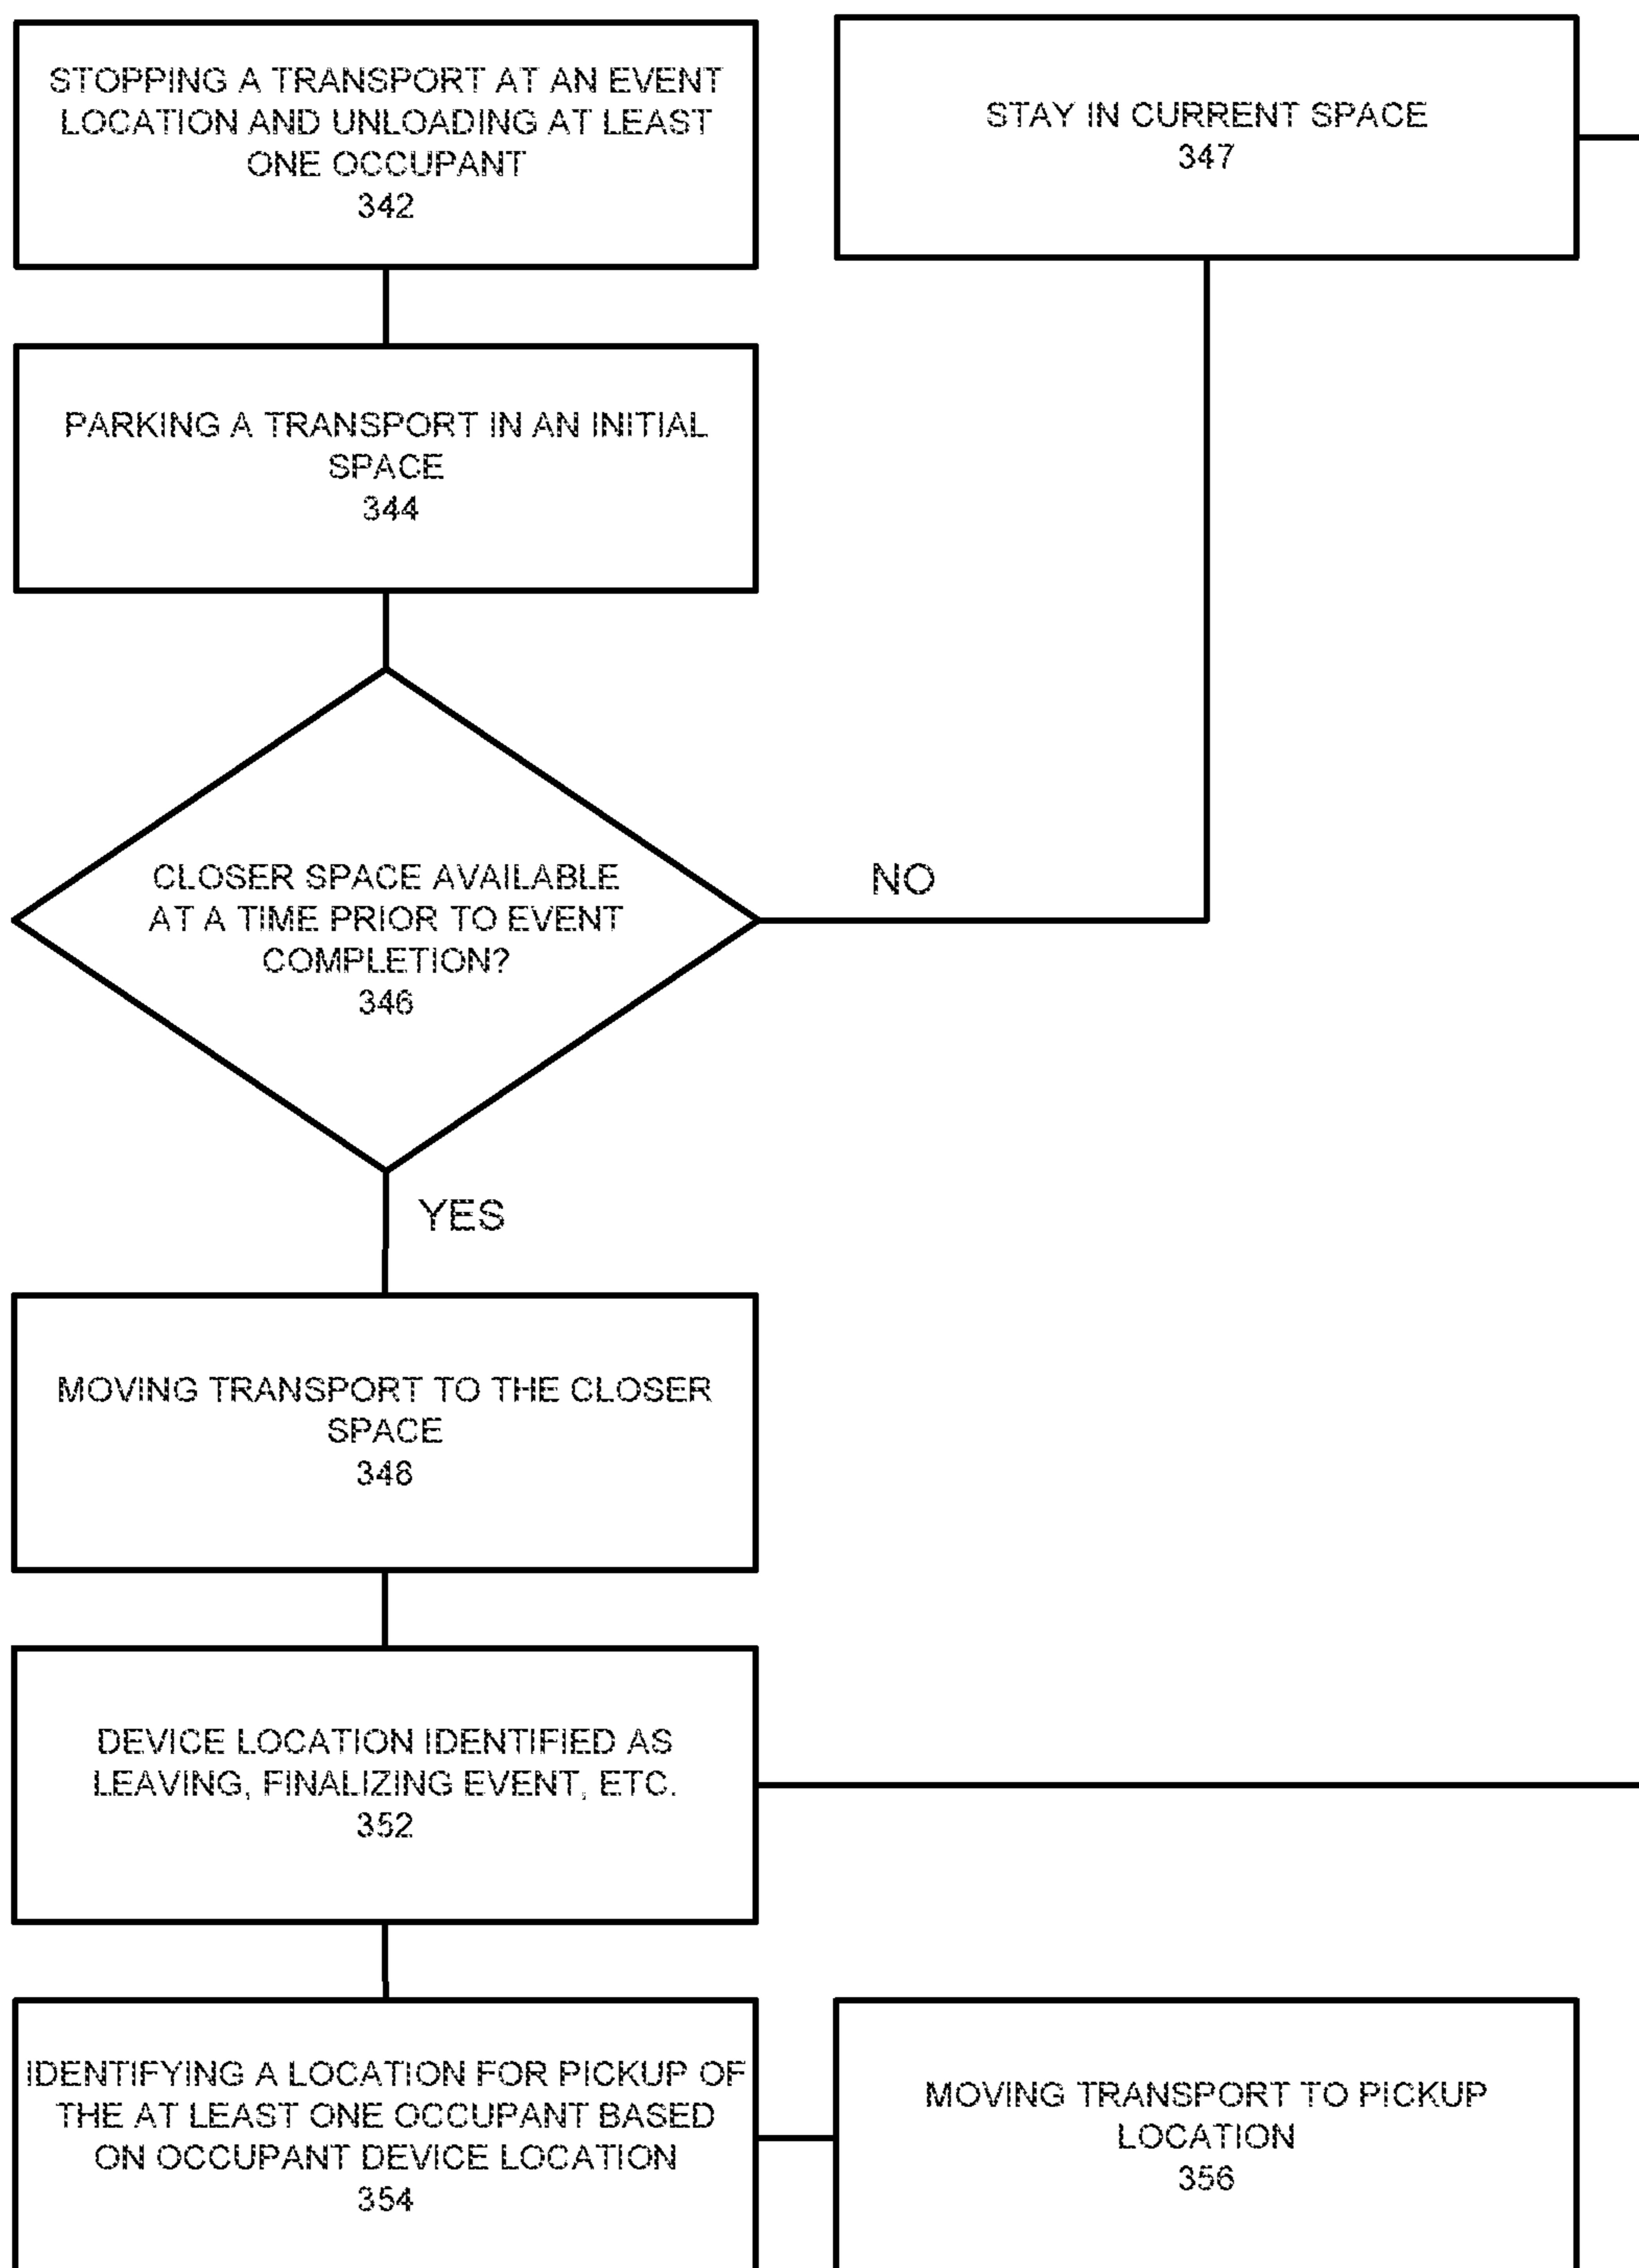 STOPPING A TRANSPORT AT AN EVENT
LOCATION AND UNLOADING AT LEAST
ONE OCCUPANT
342
STAY IN CURRENT SPACE
347
PARKING A TRANSPORT IN AN INITIAL
SPACE
344
CLOSER SPACE AVAILABLE
AT A TIME PRIOR TO EVENT
COMPLETION?
346
NO
YES
MOVING TRANSPORT TO THE CLOSER
SPACE
348
DEVICE LOCATION IDENTIFIED AS
LEAVING, FINALIZING EVENT, ETC.
352
IDENTIFYING A LOCATION FOR PICKUP OF
THE AT LEAST ONE OCCUPANT BASED
ON OCCUPANT DEVICE LOCATION
354
MOVING TRANSPORT TO PICKUP
LOCATION
356